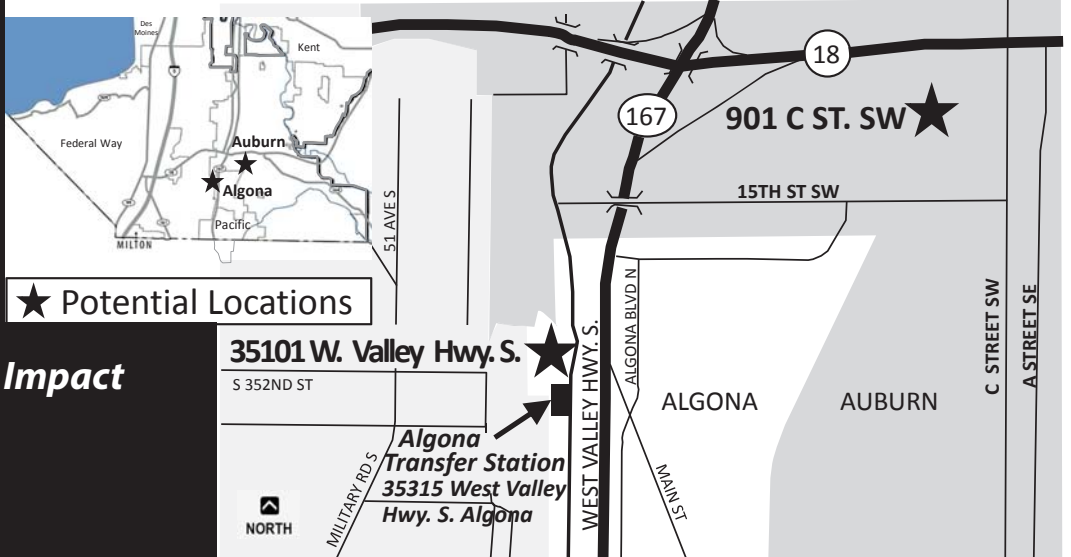 Des
Moines
Kent
Federal Way
Auburn
Algona
Pacific
MILTON
★ Potential Locations
Impact
18
167
901 C ST. SW
15TH ST SW
51 AVE S
ALGONA BLVD N
C STREET SW
A STREET SE
35101 W. Valley Hwy. S.
S 352ND ST
WEST VALLEY HWY. S.
ALGONA
AUBURN
Algona
Transfer Station
35315 West Valley
Hwy. S. Algona
MILITARY RD S
MAIN ST
NORTH